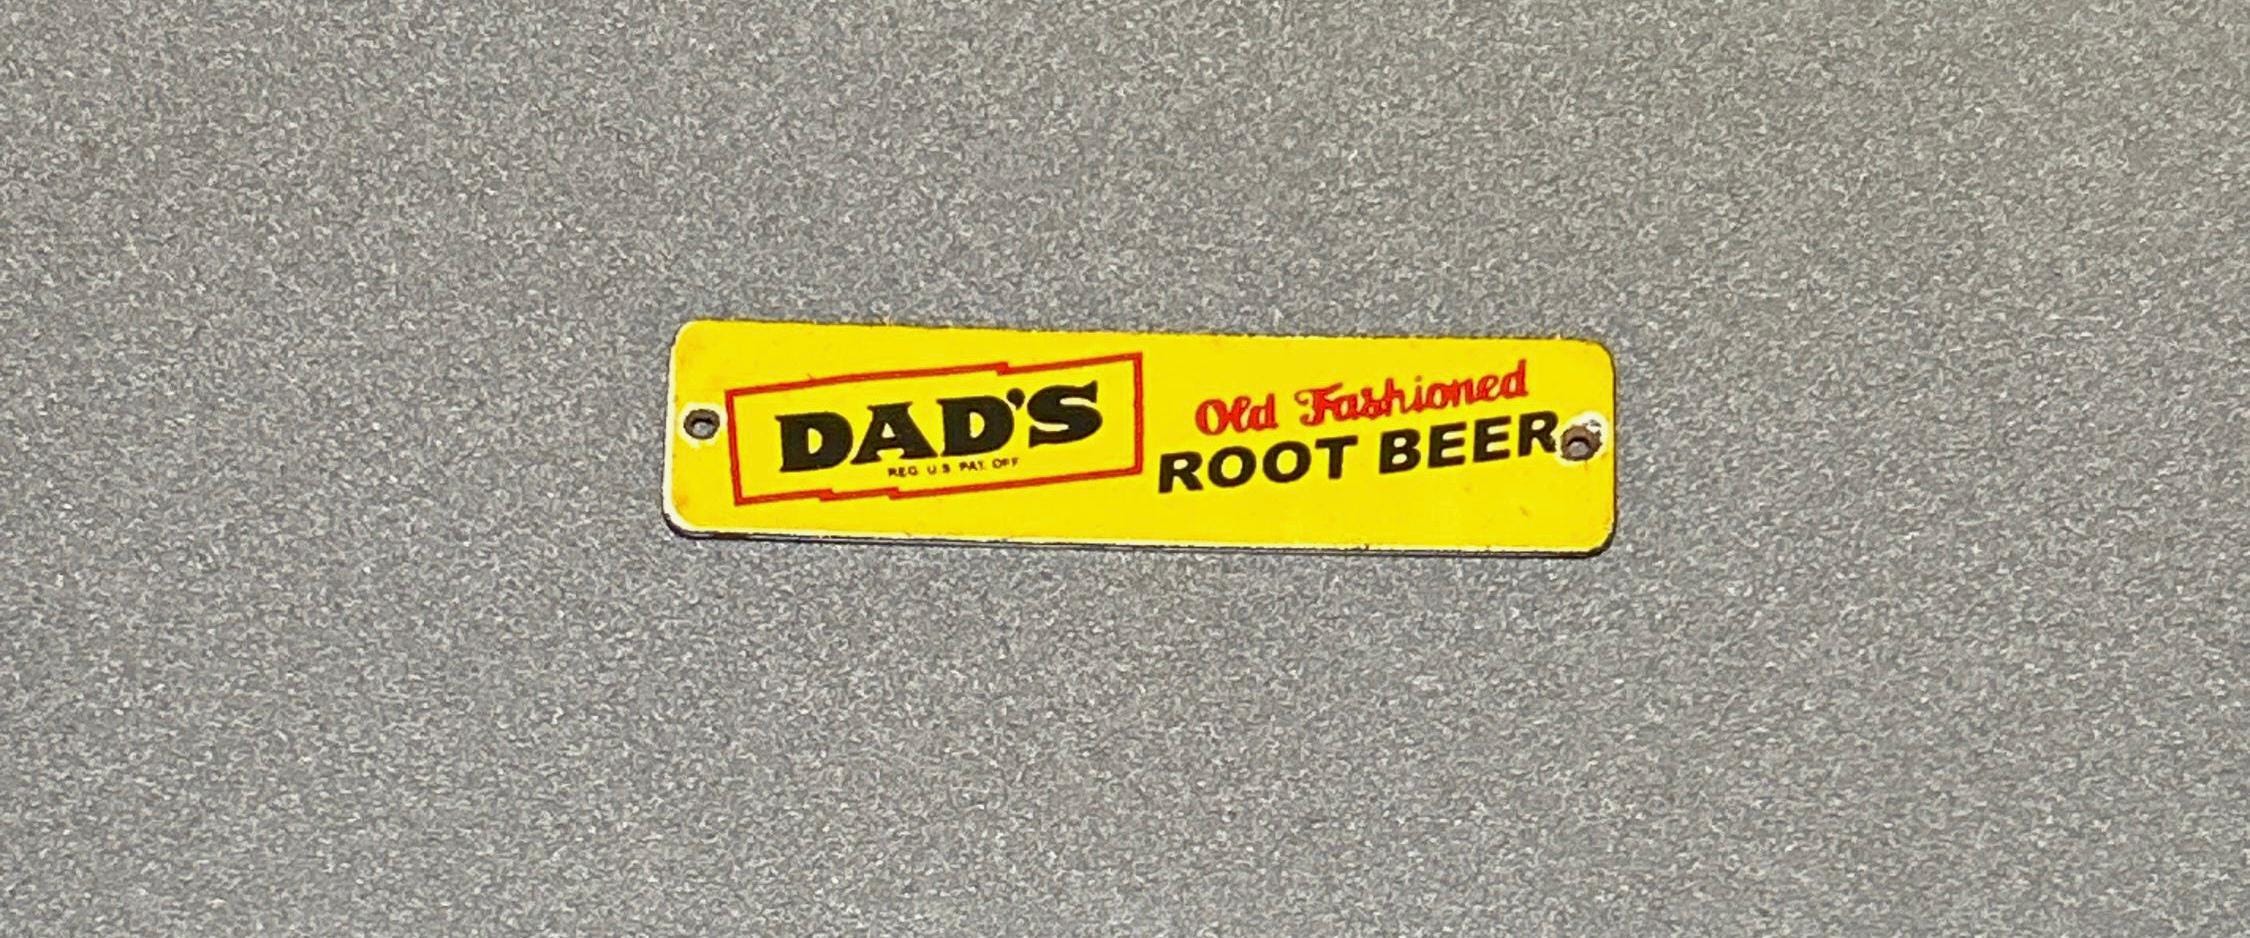 DAD'S
REG. U.S. PAT. OFF
Old Fashioned
ROOT BEER